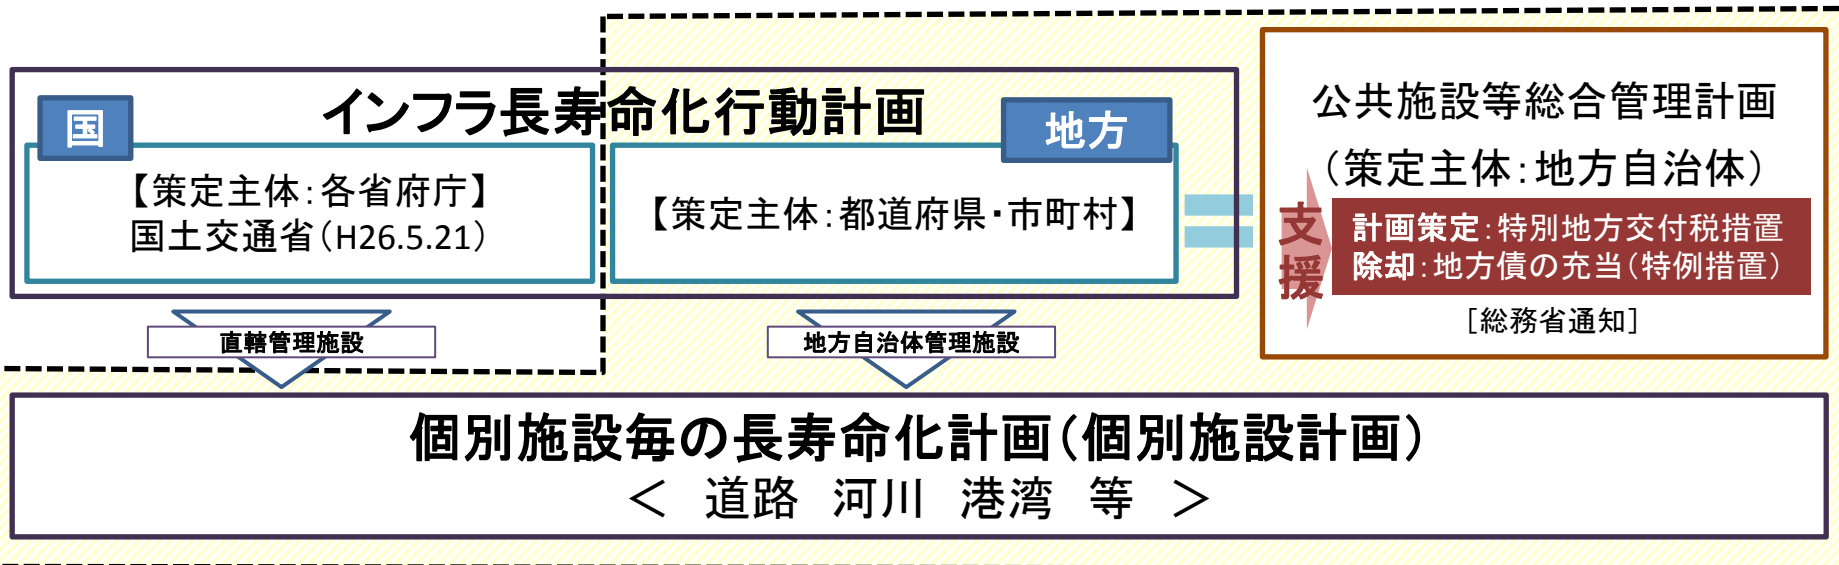 インフラ長寿命化行動計画
国
【策定主体：各省府庁】
国土交通省（H26.5.21）
地方
【策定主体：都道府県・市町村】
公共施設等総合管理計画
（策定主体：地方自治体）
支援
計画策定：特別地方交付税措置
除却：地方債の充当（特例措置）
［総務省通知］
直轄管理施設
地方自治体管理施設
個別施設毎の長寿命化計画（個別施設計画）
＜　道路　河川　港湾　等　＞